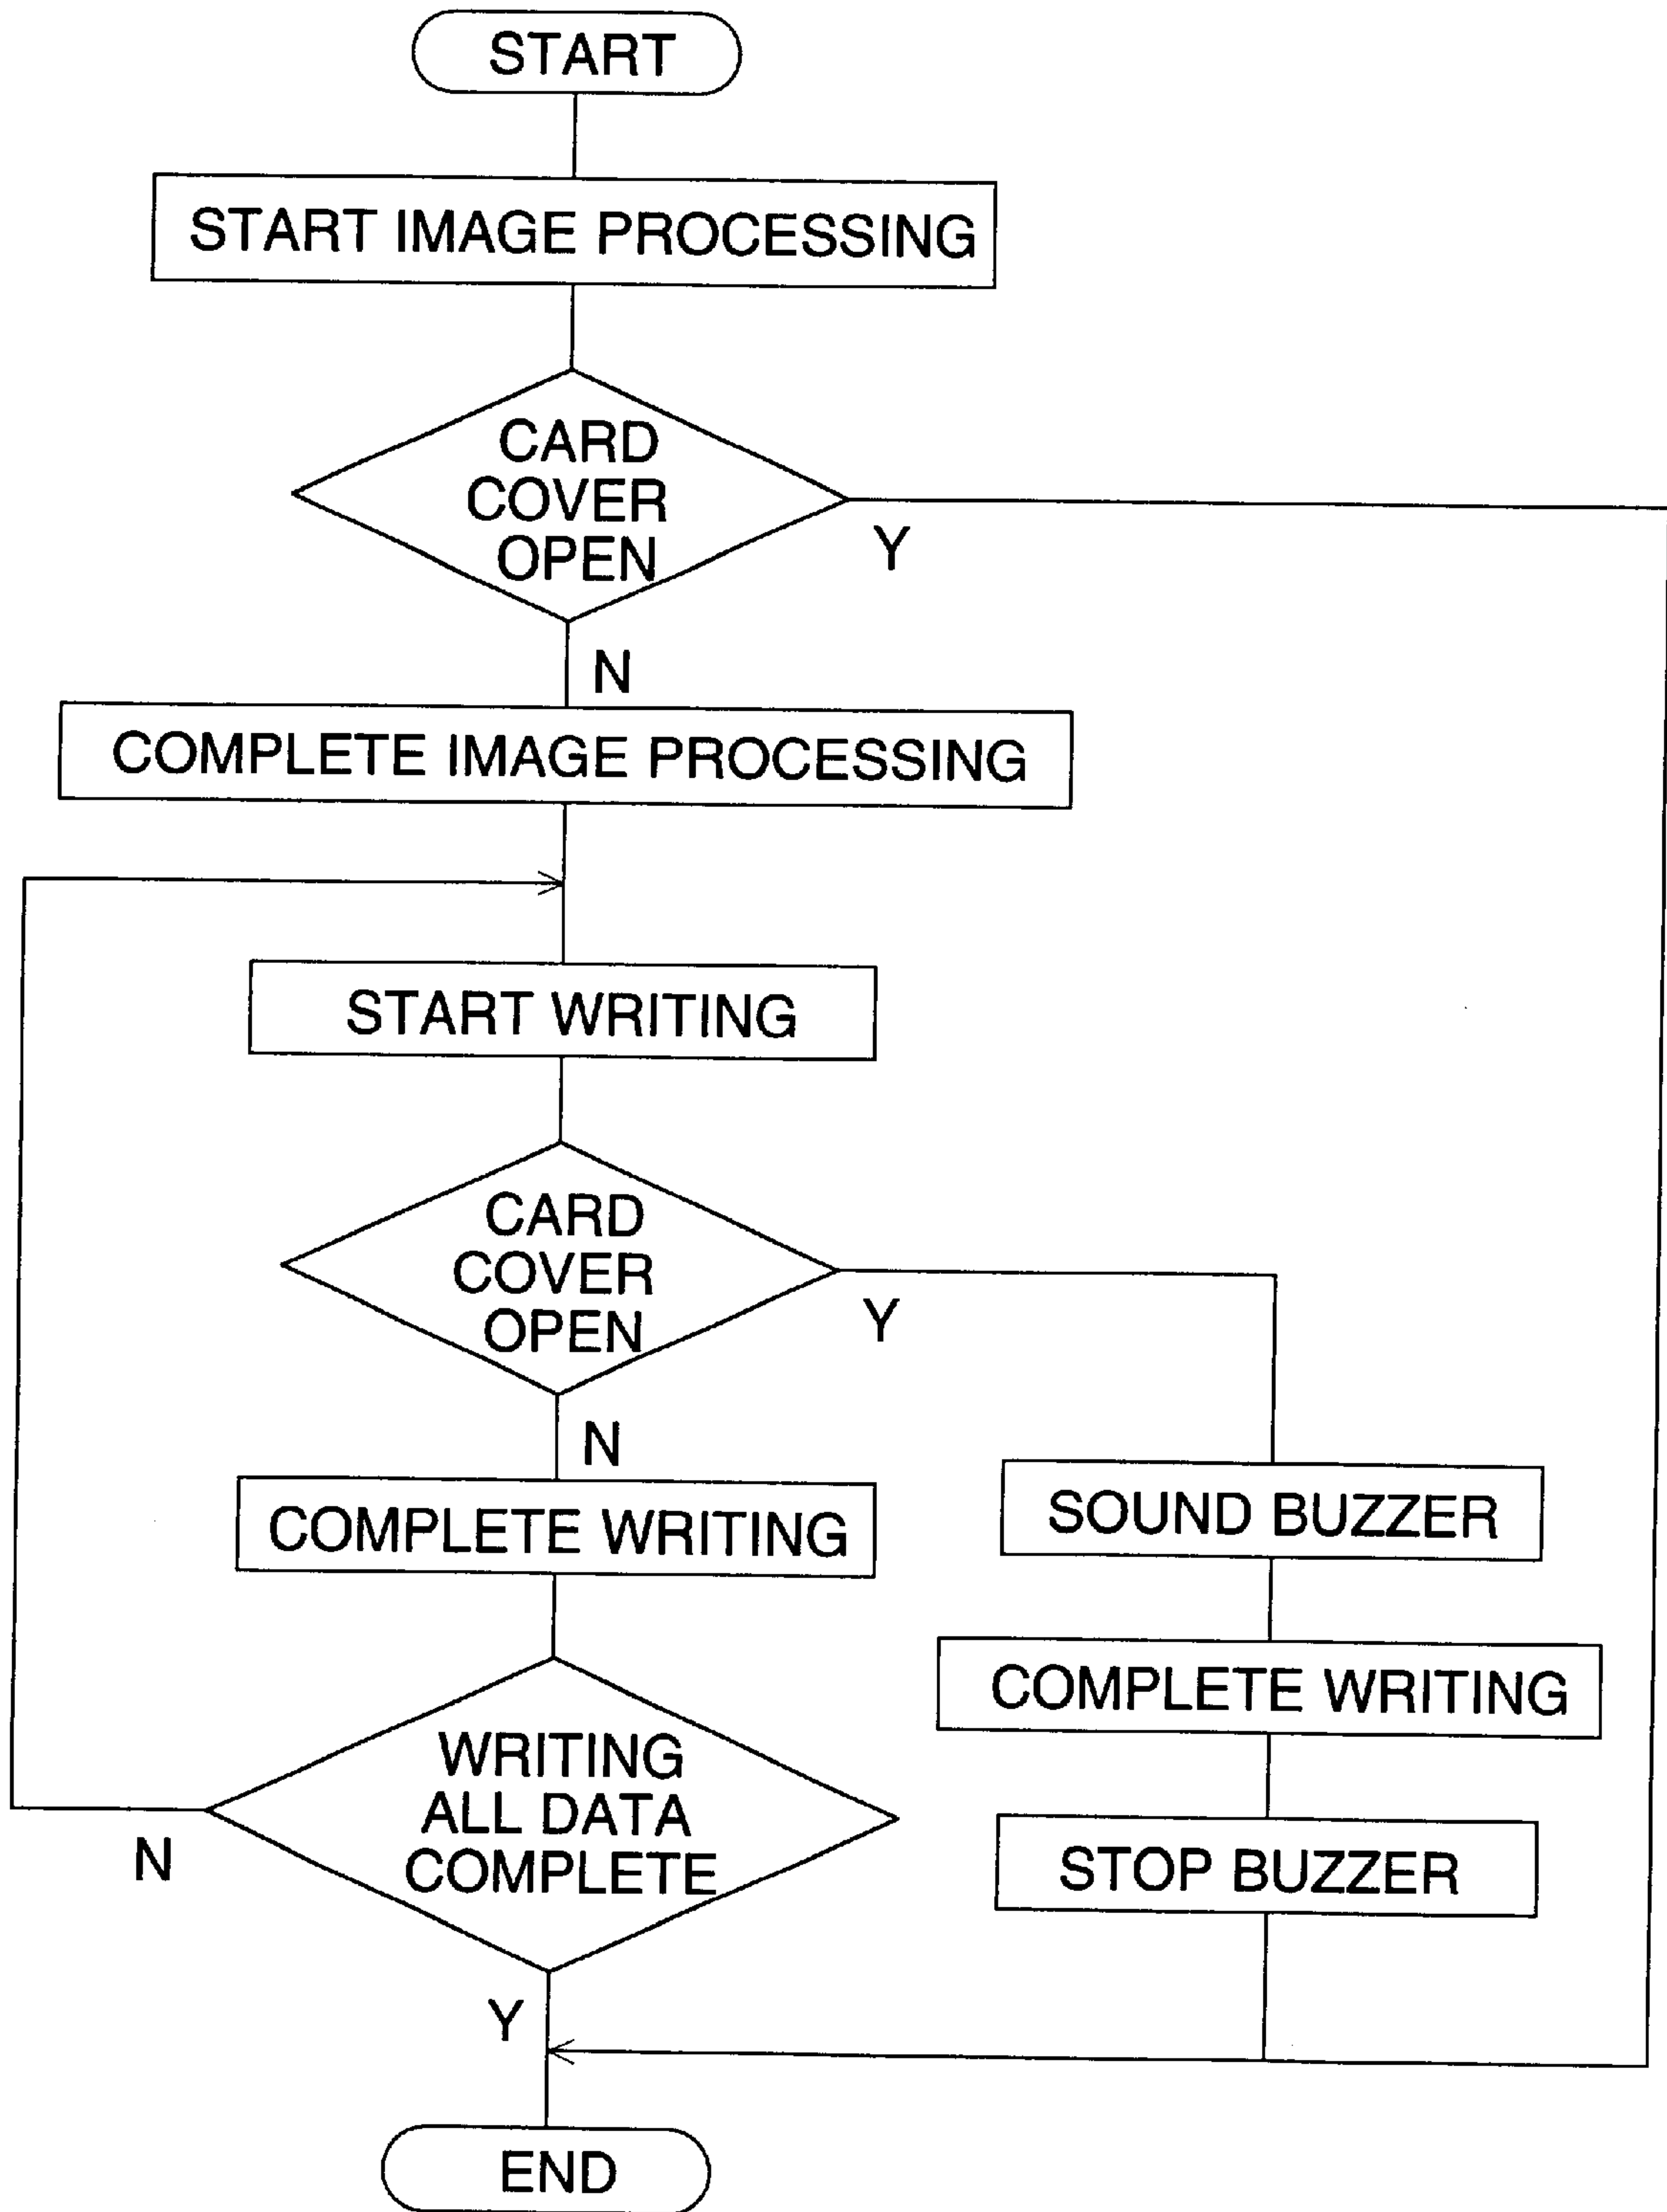 START
START IMAGE PROCESSING
CARD
COVER
OPEN
Y
N
COMPLETE IMAGE PROCESSING
START WRITING
CARD
COVER
OPEN
Y
N
COMPLETE WRITING
SOUND BUZZER
COMPLETE WRITING
STOP BUZZER
WRITING
ALL DATA
COMPLETE
N
Y
END